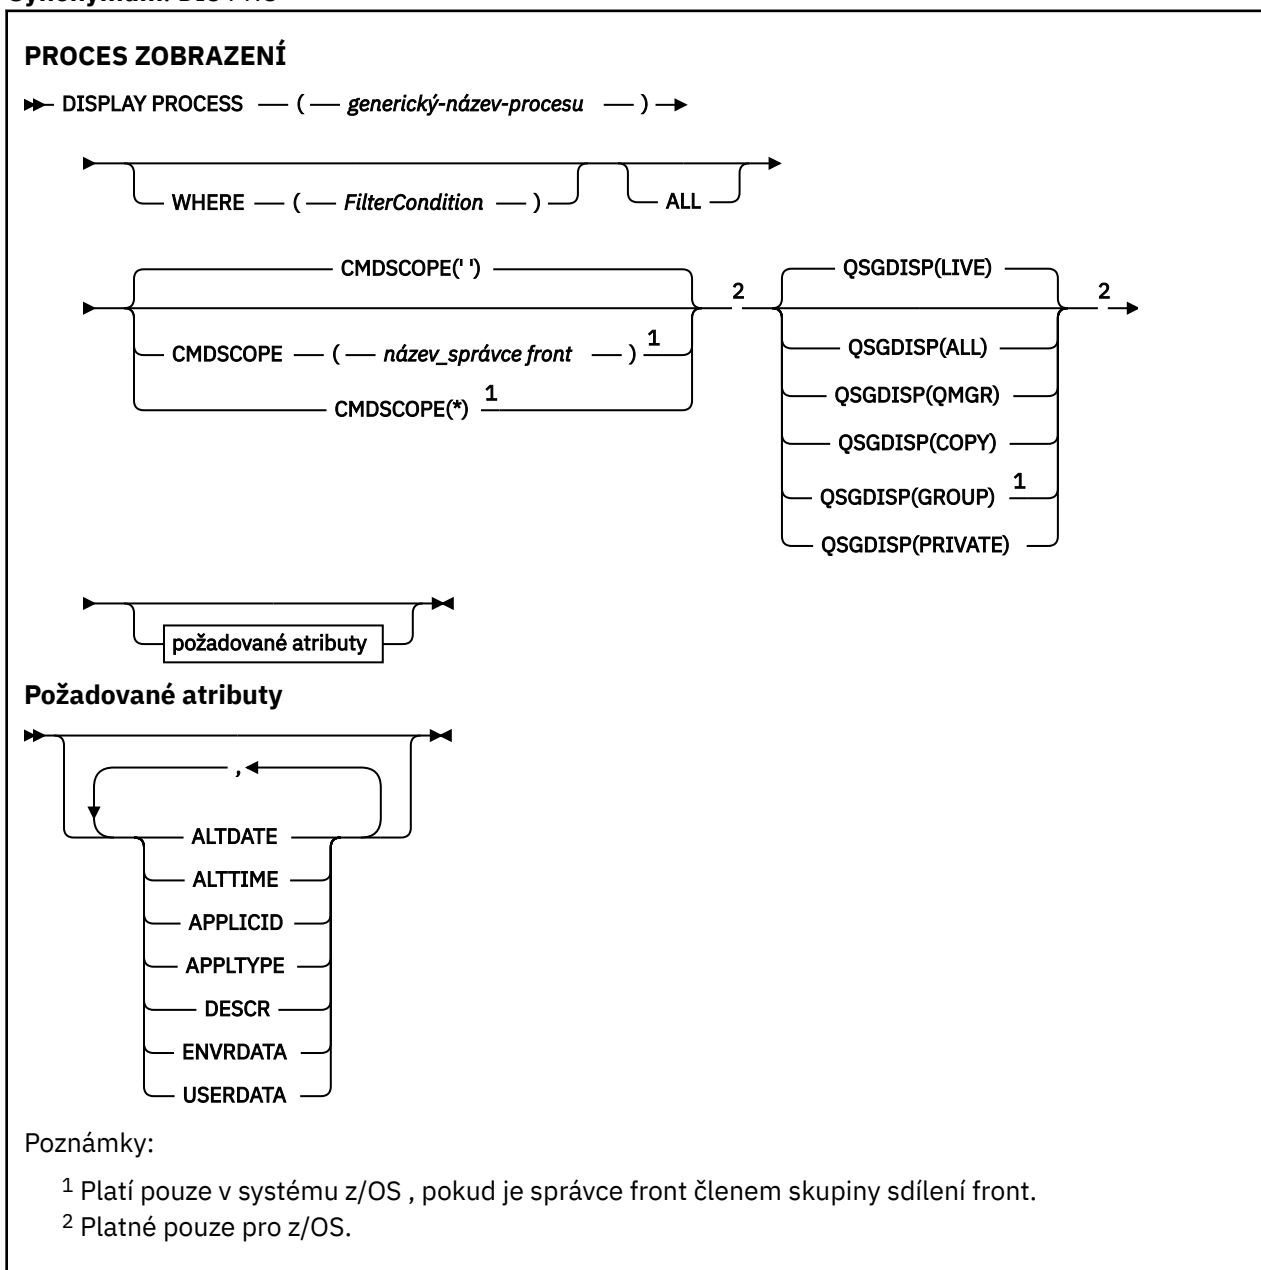 PROCES ZOBRAZENÍ
DISPLAY PROCESS ( generický-název-procesu )
WHERE ( FilterCondition ) ALL
CMDSCOPE(' ') QSGDISP(LIVE)
2 2
CMDSCOPE ( název_správce front ) 1 QSGDISP(ALL)
CMDSCOPE(*) 1 QSGDISP(QMGR)
QSGDISP(COPY)
QSGDISP(GROUP) 1
QSGDISP(PRIVATE)
požadované atributy
Požadované atributy
,
ALTDATE
ALTTIME
APPLICID
APPLTYPE
DESCR
ENVRDATA
USERDATA
Poznámky:
1 Platí pouze v systému z/OS , pokud je správce front členem skupiny sdílení front.
2 Platné pouze pro z/OS.